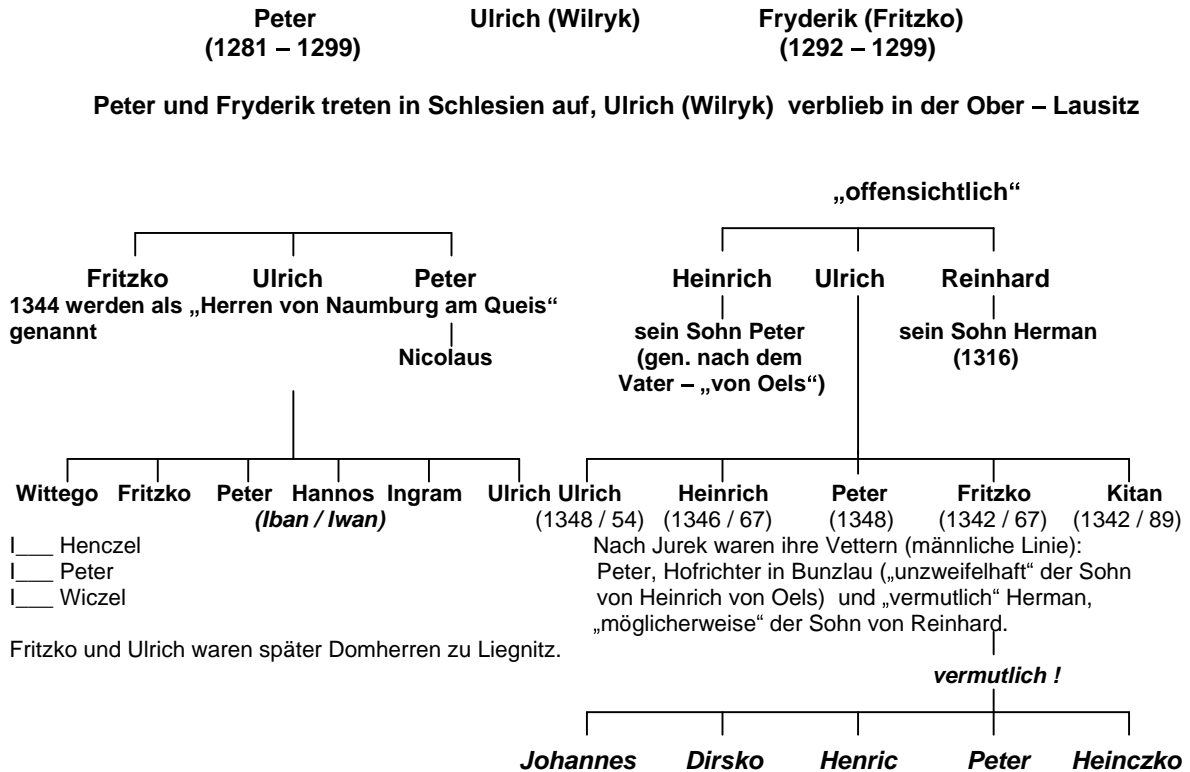 Peter Ulrich (Wilryk) Fryderik (Fritzko)
(1281 – 1299) (1292 – 1299)
Peter und Fryderik treten in Schlesien auf, Ulrich (Wilryk) verblieb in der Ober – Lausitz
„offensichtlich“
Fritzko Ulrich Peter
1344 werden als „Herren von Naumburg am Queis“
genannt
Nicolaus
Heinrich Ulrich Reinhard
sein Sohn Peter
(gen. nach dem
Vater – „von Oels“)
sein Sohn Herman
(1316)
Wittego Fritzko Peter Hannos Ingram Ulrich
(Iban / Iwan)
I___ Henczel
I___ Peter
I___ Wiczel
Fritzko und Ulrich waren später Domherren zu Liegnitz.
Ulrich Heinrich Peter Fritzko Kitan
(1348 / 54) (1346 / 67) (1348) (1342 / 67) (1342 / 89)
Nach Jurek waren ihre Vettern (männliche Linie):
Peter, Hofrichter in Bunzlau („unzweifelhaft“ der Sohn
von Heinrich von Oels) und „vermutlich“ Herman,
„möglicherweise“ der Sohn von Reinhard.
vermutlich !
Johannes Dirsko Henric Peter Heinczko